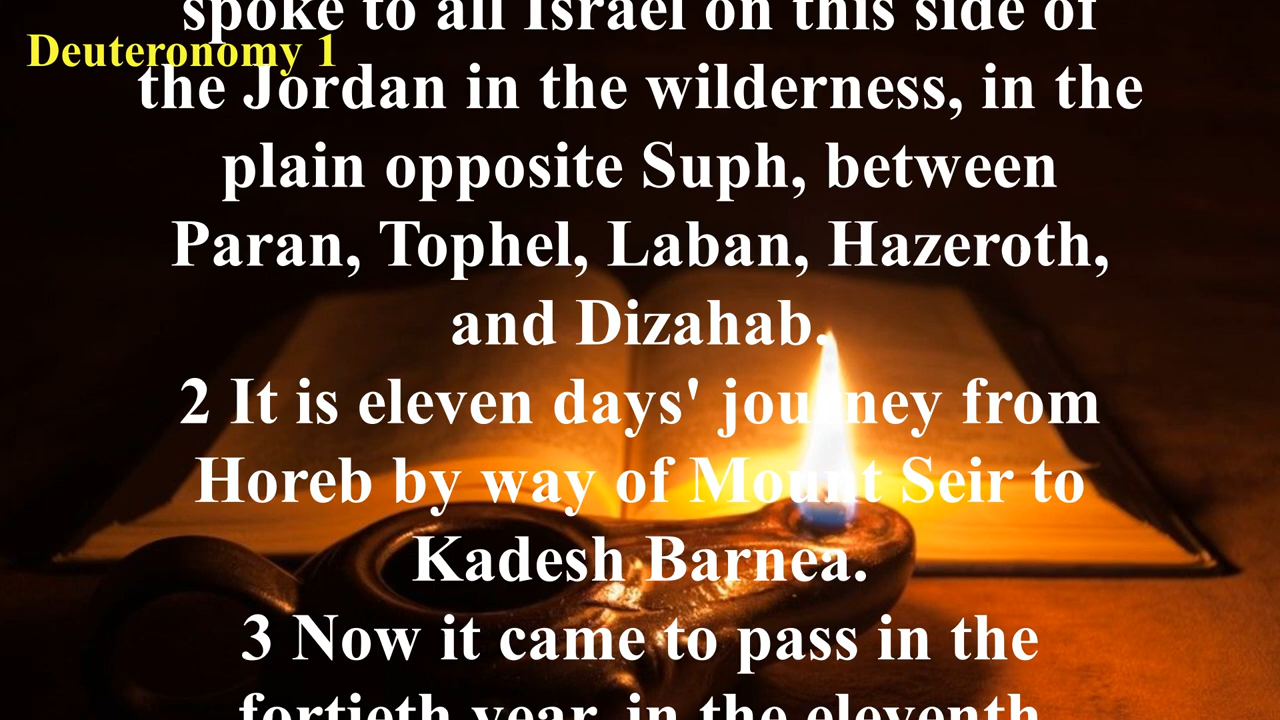 spoke to all Israel on this side of
Deuteronomy 1
the Jordan in the wilderness, in the
plain opposite Suph, between
Paran, Tophel, Laban, Hazeroth,
and Dizahab.
2 It is eleven days' journey from
Horeb by way of Mount Seir to
Kadesh Barnea.
3 Now it came to pass in the
fortieth year, in the eleventh